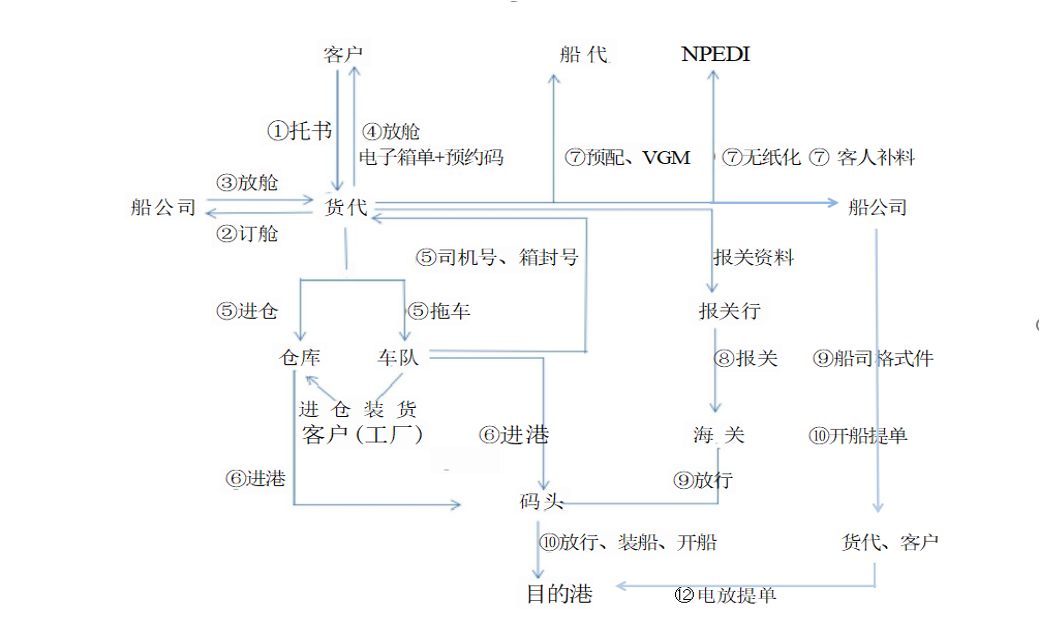 客户
船代
NPEDI
①托书
④放舱
电子箱单+预约码
⑦预配、VGM
⑦无纸化
⑦ 客人补料
③放舱
船公司
货代
船公司
②订舱
⑤司机号、箱封号
报关资料
⑤进仓
⑤拖车
报关行
仓库
车队
⑧报关
⑨船司格式件
进仓装货
客户(工厂)
⑥进港
海关
⑩开船提单
⑥进港
⑨放行
码头
⑩放行、装船、开船
货代、客户
目的港
⑫电放提单